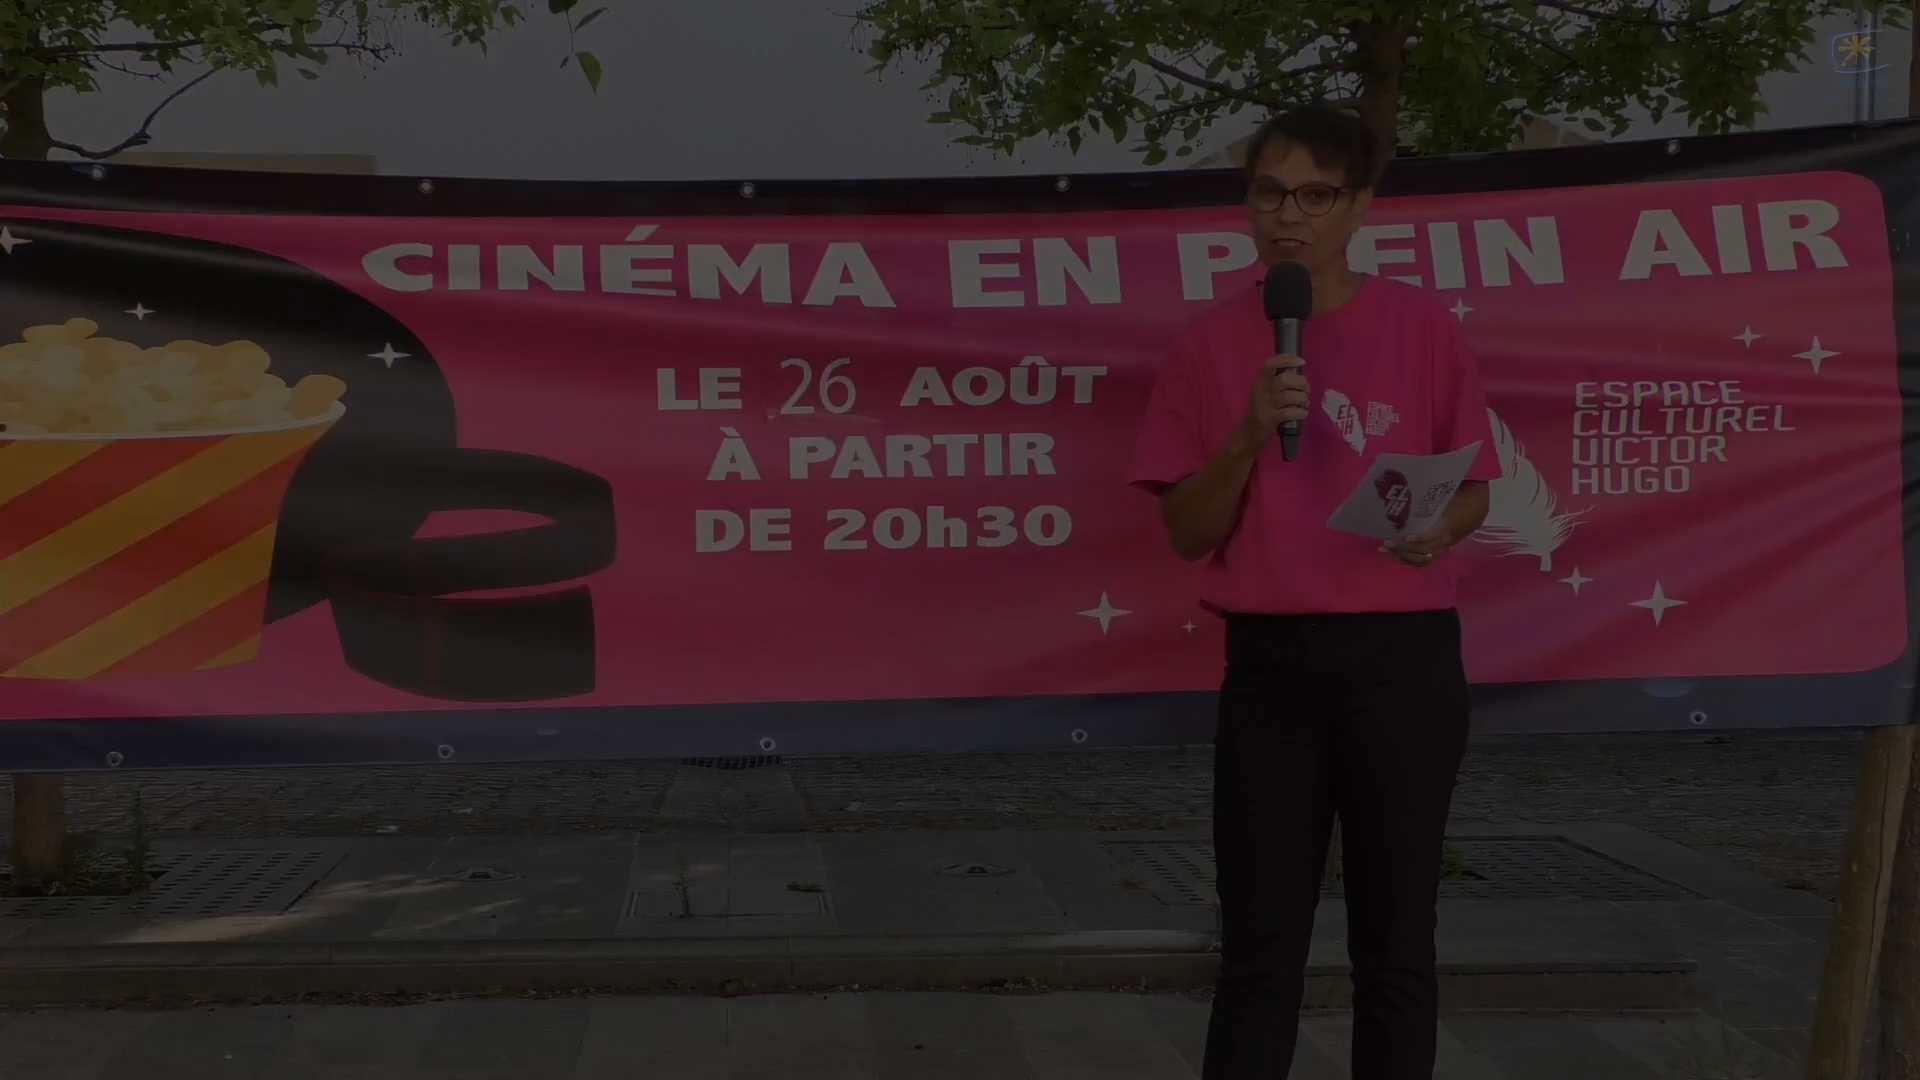 CINÉMA EN PLEIN AIR
LE 26 AOÛT
À PARTIR
DE 20h30
ESPACE
CULTUREL
VICTOR
HUGO